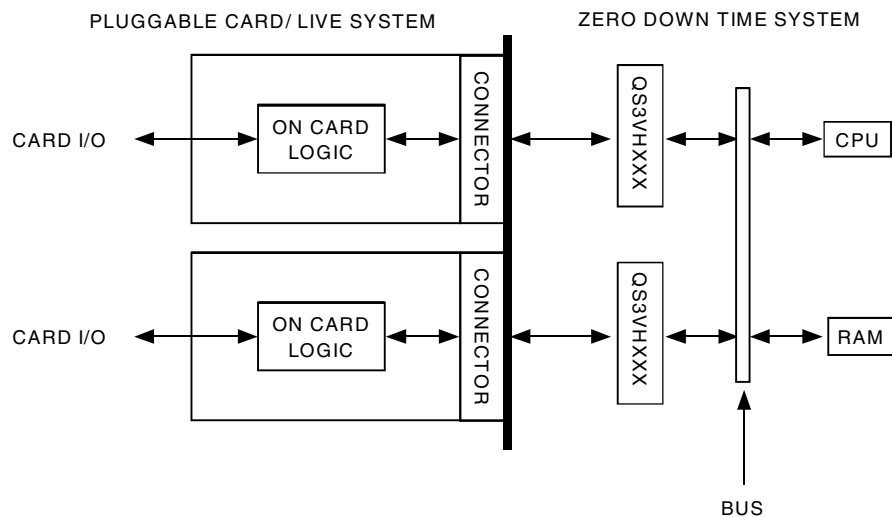 PLUGGABLE CARD/ LIVE SYSTEM
ZERO DOWN TIME SYSTEM
CARD I/O
ON CARD
LOGIC
CONNECTOR
QS3VHXXX
CPU
CARD I/O
ON CARD
LOGIC
CONNECTOR
QS3VHXXX
RAM
BUS